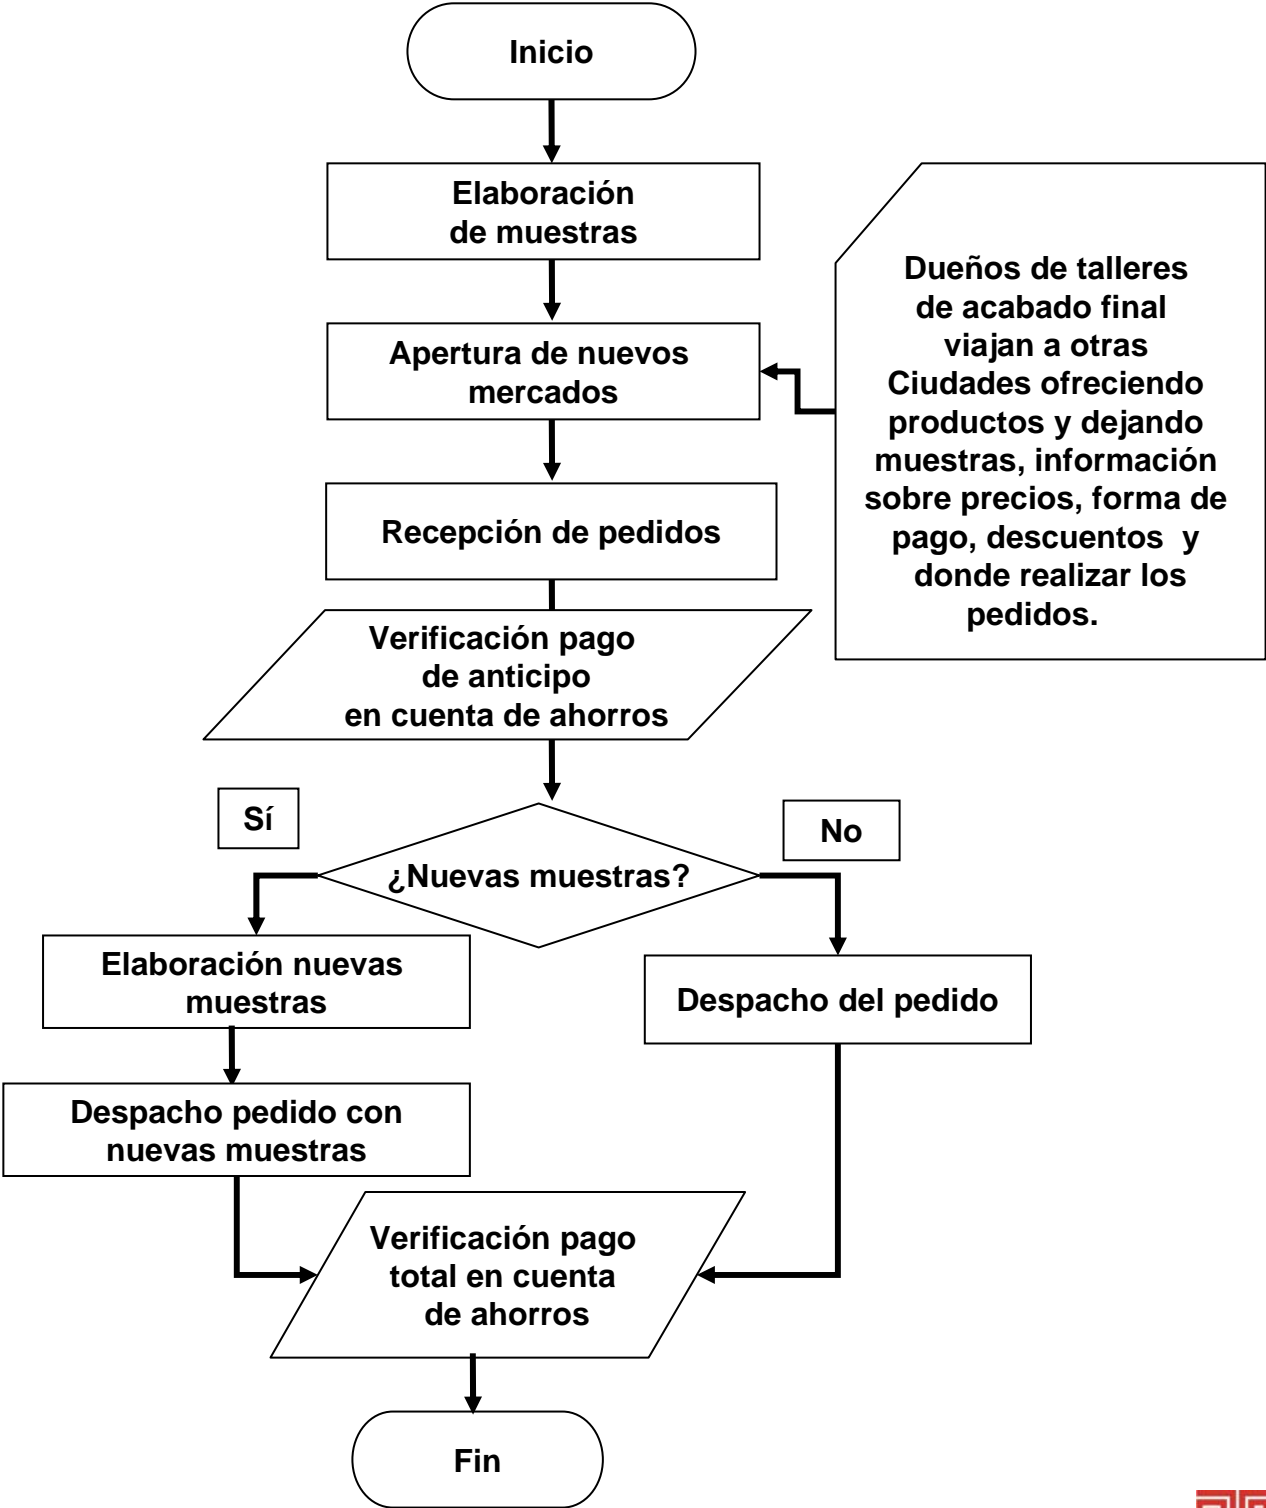 Inicio
Elaboración
de muestras
Apertura de nuevos
mercados
Dueños de talleres
de acabado final
viajan a otras
Ciudades ofreciendo
productos y dejando
muestras, información
sobre precios, forma de
pago, descuentos y
donde realizar los
pedidos.
Recepción de pedidos
Verificación pago
de anticipo
en cuenta de ahorros
Sí
No
¿Nuevas muestras?
Elaboración nuevas
muestras
Despacho del pedido
Despacho pedido con
nuevas muestras
Verificación pago
total en cuenta
de ahorros
Fin